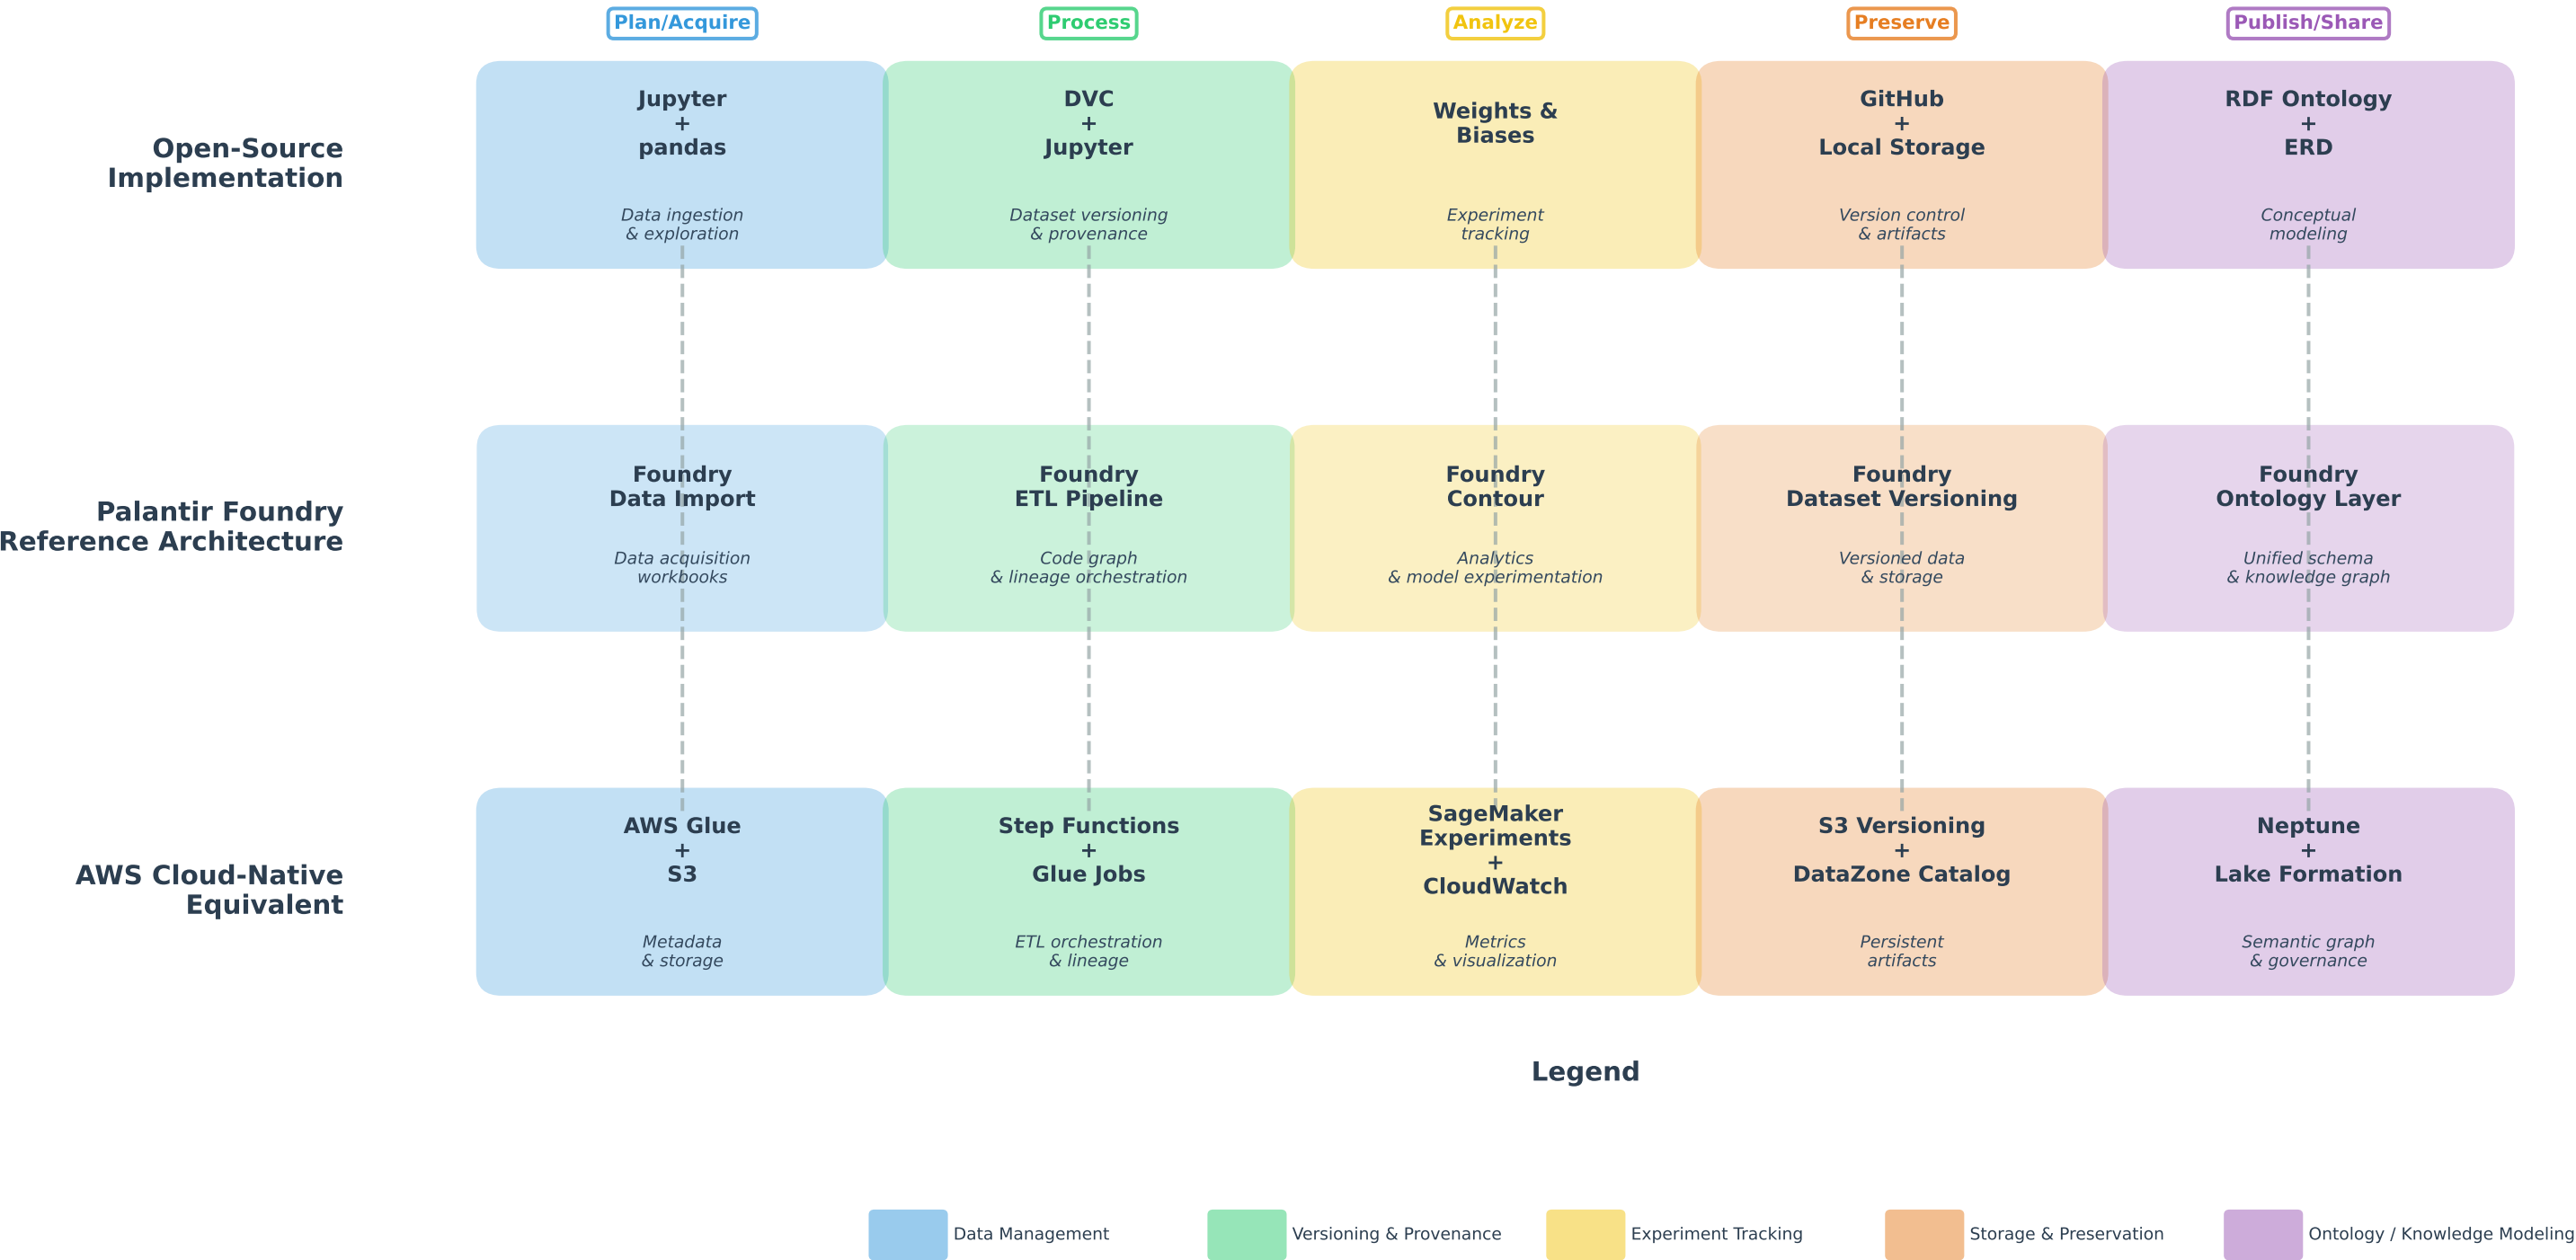 Plan/Acquire
Process
Analyze
Preserve
Publish/Share
Open-Source
Implementation
Jupyter
+
pandas
Data ingestion
& exploration
DVC
+
Jupyter
Dataset versioning
& provenance
Weights &
Biases
Experiment
tracking
GitHub
+
Local Storage
Version control
& artifacts
RDF Ontology
+
ERD
Conceptual
modeling
Palantir Foundry
Reference Architecture
Foundry
Data Import
Data acquisition
workbooks
Foundry
ETL Pipeline
Code graph
& lineage orchestration
Foundry
Contour
Analytics
& model experimentation
Foundry
Dataset Versioning
Versioned data
& storage
Foundry
Ontology Layer
Unified schema
& knowledge graph
AWS Cloud-Native
Equivalent
AWS Glue
+
S3
Metadata
& storage
Step Functions
+
Glue Jobs
ETL orchestration
& lineage
SageMaker
Experiments
+
CloudWatch
Metrics
& visualization
S3 Versioning
+
DataZone Catalog
Persistent
artifacts
Neptune
+
Lake Formation
Semantic graph
& governance
Legend
Data Management
Versioning & Provenance
Experiment Tracking
Storage & Preservation
Ontology / Knowledge Modeling